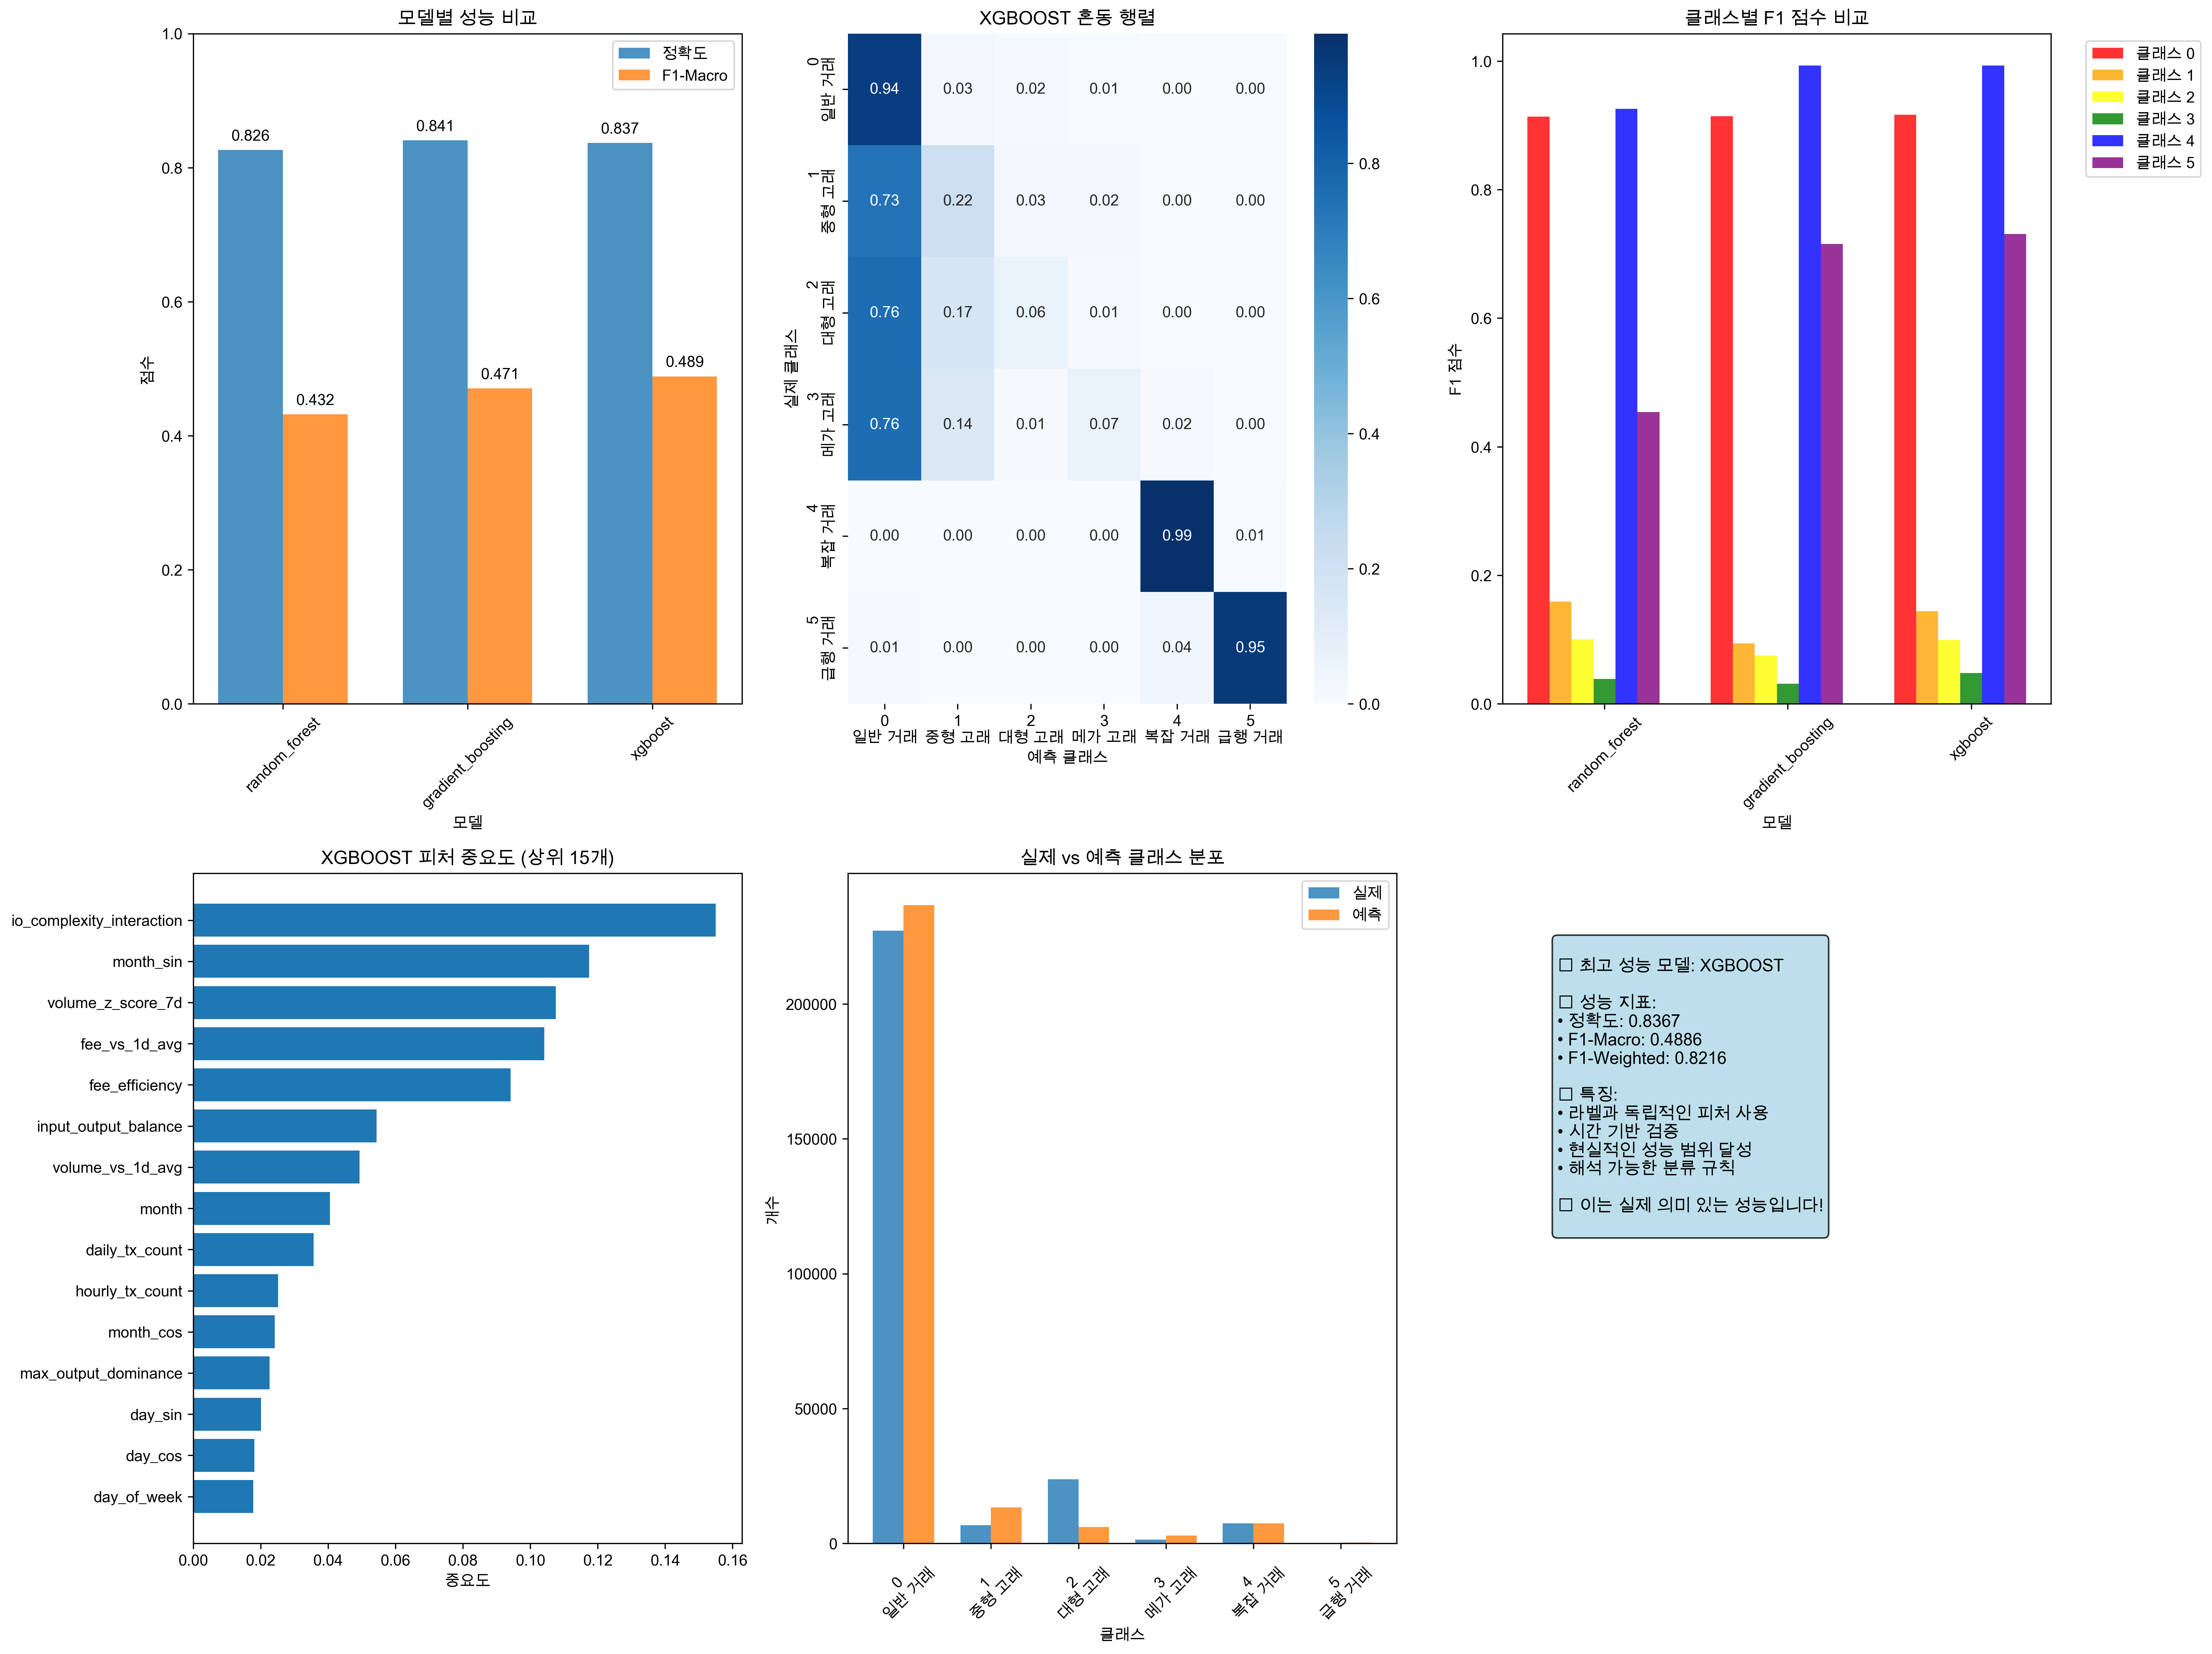 모델별 성능 비교
정확도
F1-Macro
1.0
0.8
0.6
0.4
0.2
0.0
점수
0.826
0.841
0.837
0.432
0.471
0.489
random_forest
gradient_boosting
xgboost
모델
XGBOOST 혼동 행렬
실제 클래스
0
일반 거래
0.94 0.03 0.02 0.01 0.00 0.00
1
중형 고래
0.73 0.22 0.03 0.02 0.00 0.00
2
대형 고래
0.76 0.17 0.06 0.01 0.00 0.00
3
메가 고래
0.76 0.14 0.01 0.07 0.02 0.00
4
복잡 거래
0.00 0.00 0.00 0.00 0.99 0.01
5
급행 거래
0.01 0.00 0.00 0.00 0.04 0.95
0 1 2 3 4 5
일반 거래 중형 고래 대형 고래 메가 고래 복잡 거래 급행 거래
예측 클래스
0.8
0.6
0.4
0.2
0.0
클래스별 F1 점수 비교
클래스 0
클래스 1
클래스 2
클래스 3
클래스 4
클래스 5
1.0
0.8
0.6
0.4
0.2
0.0
F1 점수
random_forest
gradient_boosting
xgboost
모델
XGBOOST 피처 중요도 (상위 15개)
io_complexity_interaction
month_sin
volume_z_score_7d
fee_vs_1d_avg
fee_efficiency
input_output_balance
volume_vs_1d_avg
month
daily_tx_count
hourly_tx_count
month_cos
max_output_dominance
day_sin
day_cos
day_of_week
0.00 0.02 0.04 0.06 0.08 0.10 0.12 0.14 0.16
중요도
실제 vs 예측 클래스 분포
실제
예측
200000
150000
100000
50000
0
개수
0
일반 거래
1
중형 고래
2
대형 고래
3
메가 고래
4
복잡 거래
5
급행 거래
클래스
□ 최고 성능 모델: XGBOOST
□ 성능 지표:
• 정확도: 0.8367
• F1-Macro: 0.4886
• F1-Weighted: 0.8216
□ 특징:
• 라벨과 독립적인 피처 사용
• 시간 기반 검증
• 현실적인 성능 범위 달성
• 해석 가능한 분류 규칙
□ 이는 실제 의미 있는 성능입니다!